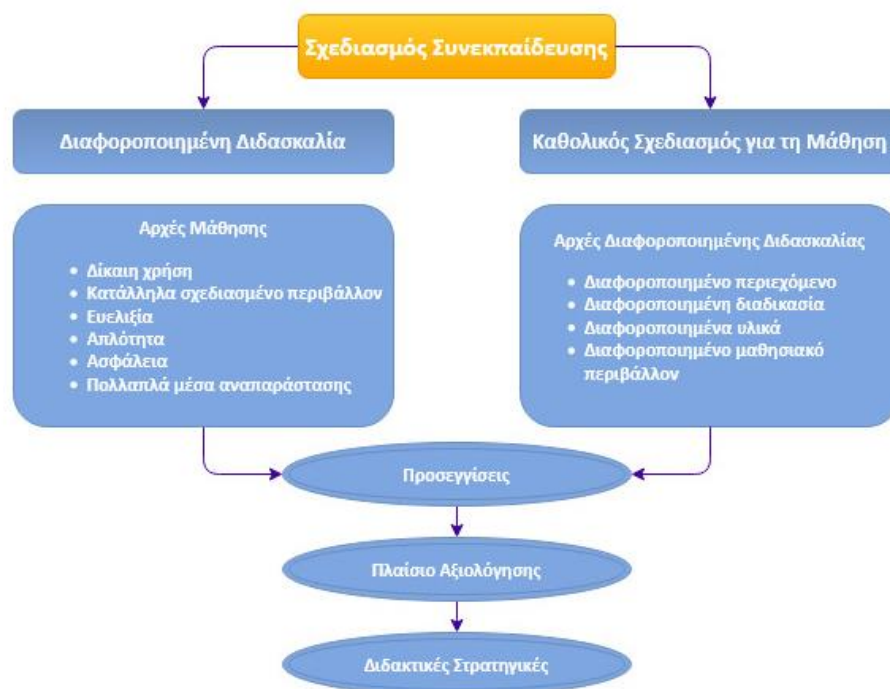 Σχεδιασμός Συνεκπαίδευσης
Διαφοροποιημένη Διδασκαλία
Καθολικός Σχεδιασμός για τη Μάθηση
Αρχές Μάθησης
• Δίκαιη χρήση
• Κατάλληλα σχεδιασμένο περιβάλλον
• Ευελιξία
• Απλότητα
• Ασφάλεια
• Πολλαπλά μέσα αναπαράστασης
Αρχές Διαφοροποιημένης Διδασκαλίας
• Διαφοροποιημένο περιεχόμενο
• Διαφοροποιημένη διαδικασία
• Διαφοροποιημένα υλικά
• Διαφοροποιημένο μαθησιακό
περιβάλλον
Προσεγγίσεις
Πλαίσιο Αξιολόγησης
Διδακτικές Στρατηγικές